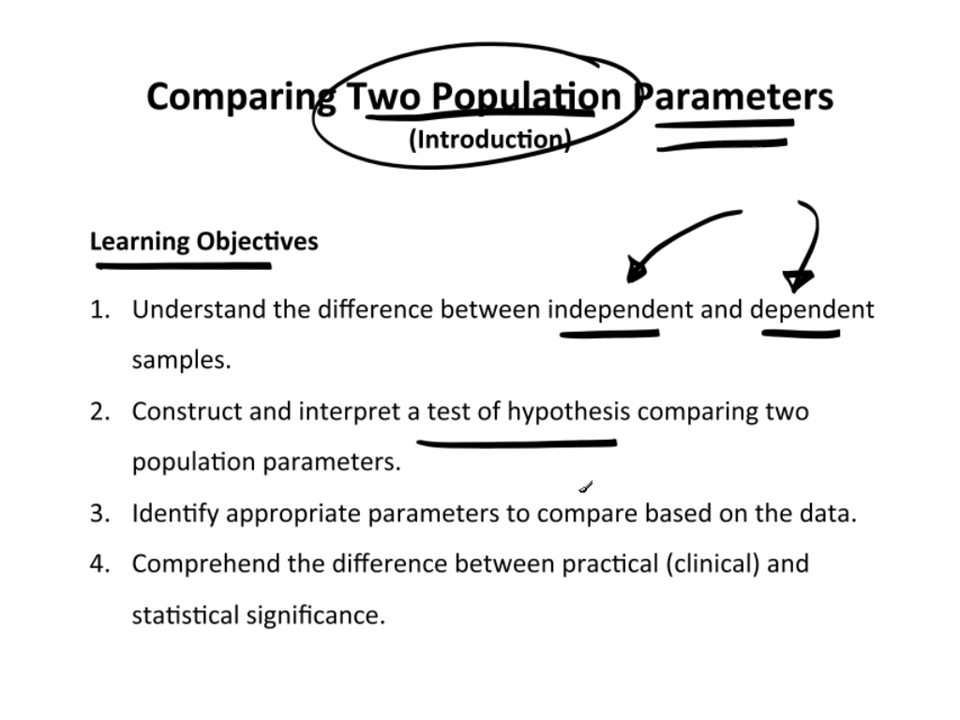 Comparing Two Population Parameters
(Introduction)
Learning Objectives
1. Understand the difference between independent and dependent
samples.
2. Construct and interpret a test of hypothesis comparing two
population parameters.
3. Identify appropriate parameters to compare based on the data.
4. Comprehend the difference between practical (clinical) and
statistical significance.